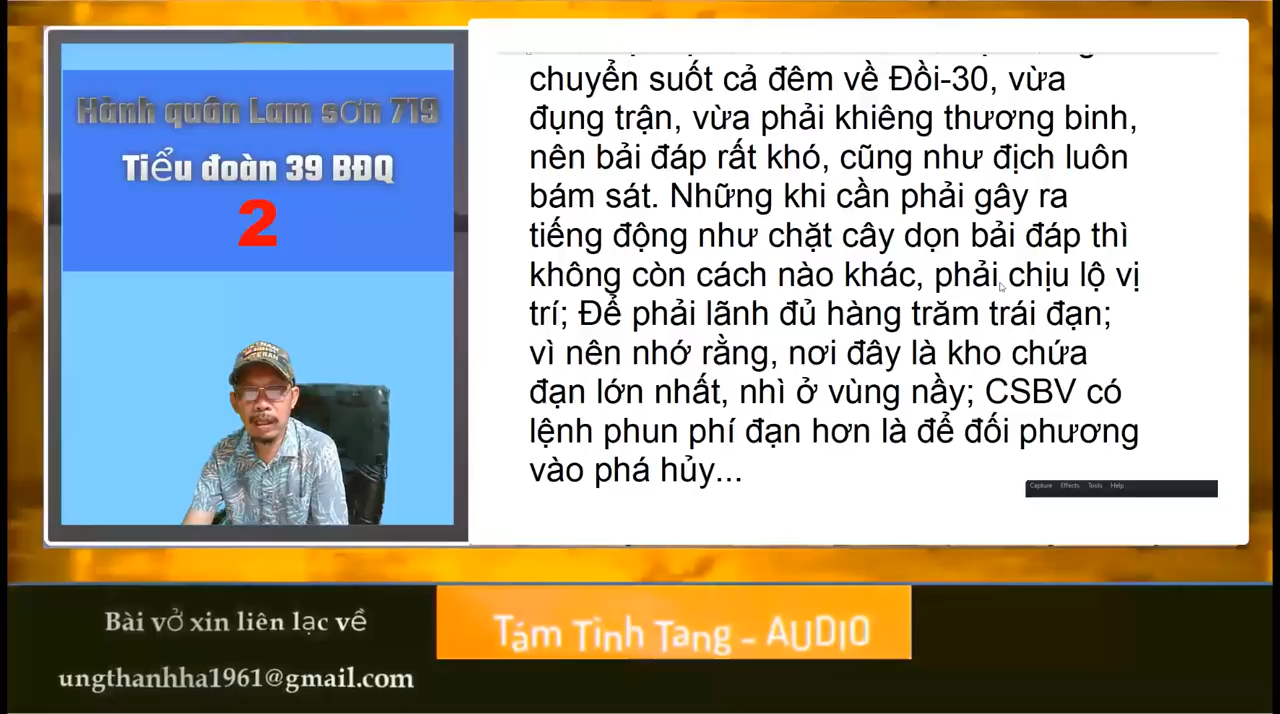 Hành quân Lam sơn 719
Tiểu đoàn 39 BĐQ
2
VETERAN
chuyển suốt cả đêm về Đồi-30, vừa
đụng trận, vừa phải khiêng thương binh,
nên bải đáp rất khó, cũng như địch luôn
bám sát. Những khi cần phải gây ra
tiếng động như chặt cây dọn bải đáp thì
không còn cách nào khác, phải chịu lộ vị
trí; Để phải lãnh đủ hàng trăm trái đạn;
vì nên nhớ rằng, nơi đây là kho chứa
đạn lớn nhất, nhì ở vùng nầy; CSBV có
lệnh phun phí đạn hơn là để đối phương
vào phá hủy...
Capture Effects Tools Help
Bài vở xin liên lạc về
ungthanhha1961@gmail.com
Tám Tình Tang - AUDIO